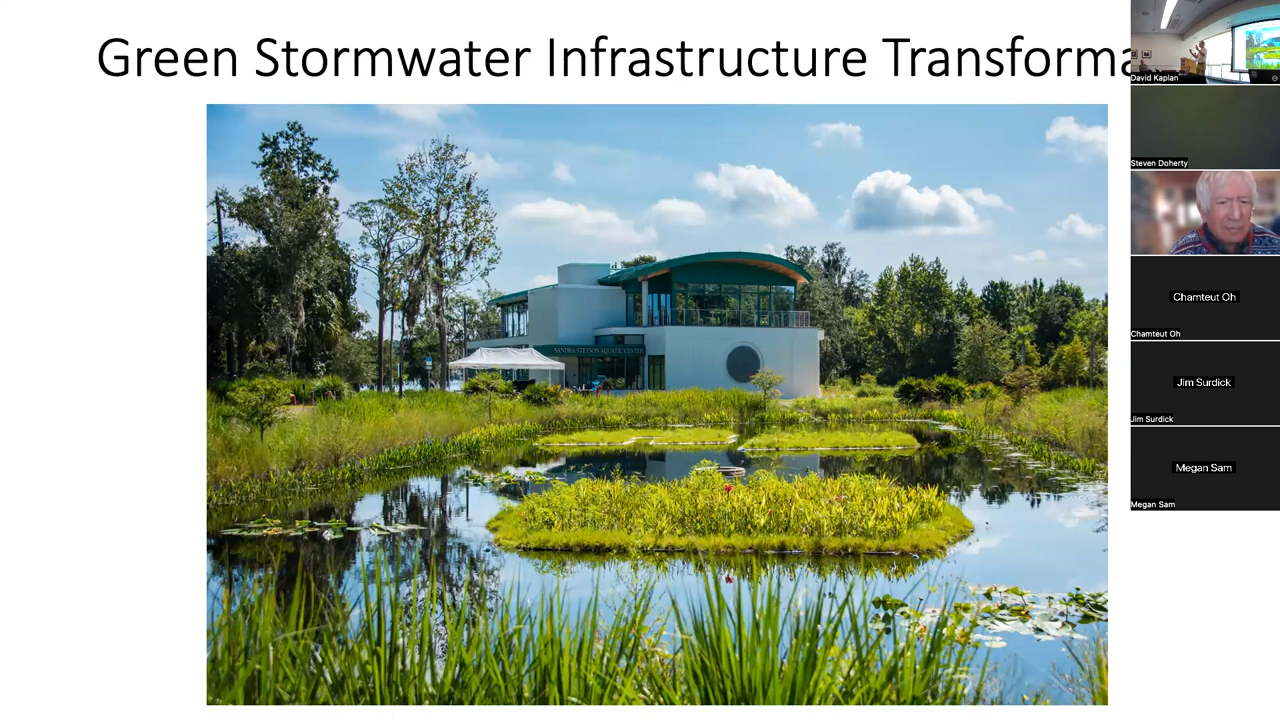 Green Stormwater Infrastructure Transforma
SANDRA STETSON AQUATIC CENTER
David Kaplan
Steven Doherty
Chamteut Oh
Chamteut Oh
Jim Surdick
Jim Surdick
Megan Sam
Megan Sam